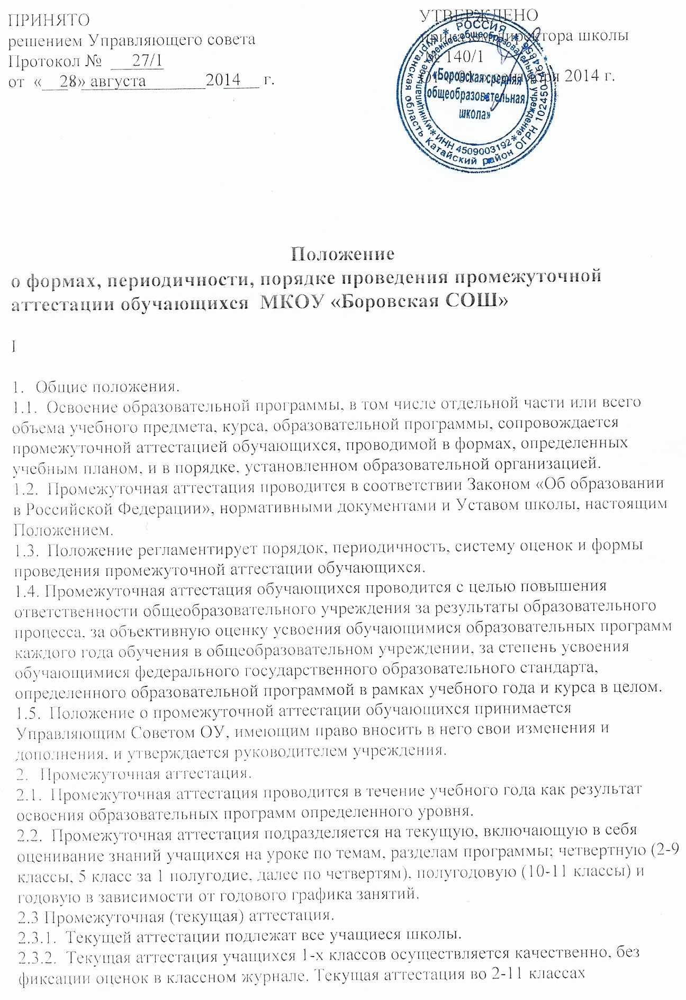 ПРИНЯТО
решением Управляющего совета
Протокол № 27/1
от «28» августа 2014 г.
УТВЕРЖДЕНО
приказом директора школы
№ 140/1
от « 01 » сентября 2014 г.
РОССИЯ * Курганская область Катайский район ОГРН
муниципальное казенное общеобразовательное учреждение
* ИНН 4509003192 *
«Боровская средняя
общеобразовательная
школа»
Положение
о формах, периодичности, порядке проведения промежуточной
аттестации обучающихся МКОУ «Боровская СОШ»
I
1. Общие положения.
1.1. Освоение образовательной программы, в том числе отдельной части или всего
объема учебного предмета, курса, образовательной программы, сопровождается
промежуточной аттестацией обучающихся, проводимой в формах, определенных
учебным планом, и в порядке, установленном образовательной организацией.
1.2. Промежуточная аттестация проводится в соответствии Законом «Об образовании
в Российской Федерации», нормативными документами и Уставом школы, настоящим
Положением.
1.3. Положение регламентирует порядок, периодичность, систему оценок и формы
проведения промежуточной аттестации обучающихся.
1.4. Промежуточная аттестация обучающихся проводится с целью повышения
ответственности общеобразовательного учреждения за результаты образовательного
процесса, за объективную оценку усвоения обучающимися образовательных программ
каждого года обучения в общеобразовательном учреждении, за степень усвоения
обучающимися федерального государственного образовательного стандарта,
определенного образовательной программой в рамках учебного года и курса в целом.
1.5. Положение о промежуточной аттестации обучающихся принимается
Управляющим Советом ОУ, имеющим право вносить в него свои изменения и
дополнения, и утверждается руководителем учреждения.
2. Промежуточная аттестация.
2.1. Промежуточная аттестация проводится в течение учебного года как результат
освоения образовательных программ определенного уровня.
2.2. Промежуточная аттестация подразделяется на текущую, включающую в себя
оценивание знаний учащихся на уроке по темам, разделам программы; четвертную (2-9
классы, 5 класс за 1 полугодие, далее по четвертям), полугодовую (10-11 классы) и
годовую в зависимости от годового графика занятий.
2.3 Промежуточная (текущая) аттестация.
2.3.1. Текущей аттестации подлежат все учащиеся школы.
2.3.2. Текущая аттестация учащихся 1-х классов осуществляется качественно, без
фиксации оценок в классном журнале. Текущая аттестация во 2-11 классах